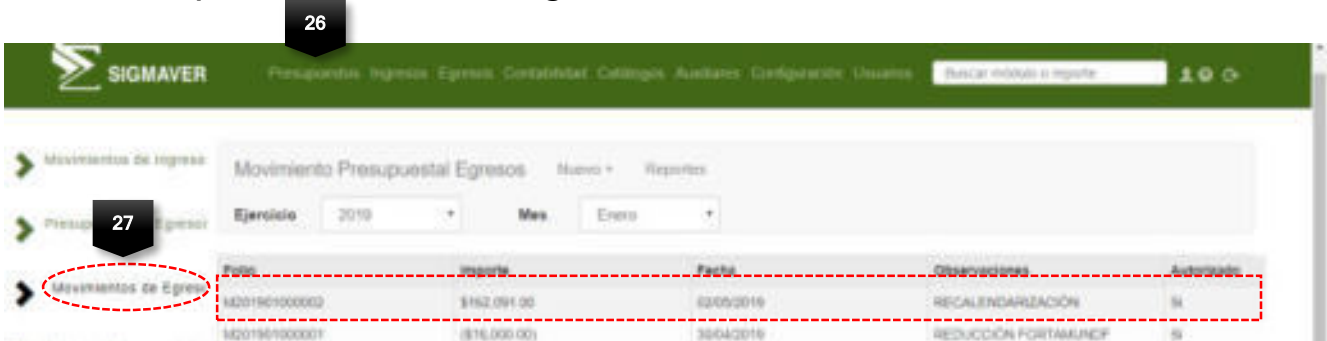 26
SIGMAVER
Presupuestos Ingresos Egresos Contabilidad Catálogos Auxiliares Configuración Usuarios Buscar módulo o reporte
Movimientos de Ingreso
Movimiento Presupuestal Egresos Nuevo Reportes
27
Egresos
Ejercicio 2019 Mes Enero
Movimientos de Egreso
Folio Importe Fecha Observaciones Autorizado
M201901000002 $162,091.00 02/05/2019 RECALENDARIZACIÓN Si
M201901000001 ($16,000.00) 30/04/2019 REDUCCIÓN FORTAMUNDF Si